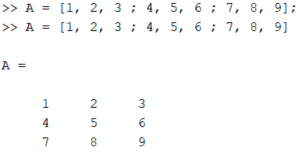 >> A = [1, 2, 3 ; 4, 5, 6 ; 7, 8, 9];
>> A = [1, 2, 3 ; 4, 5, 6 ; 7, 8, 9]
A =
1 2 3
4 5 6
7 8 9